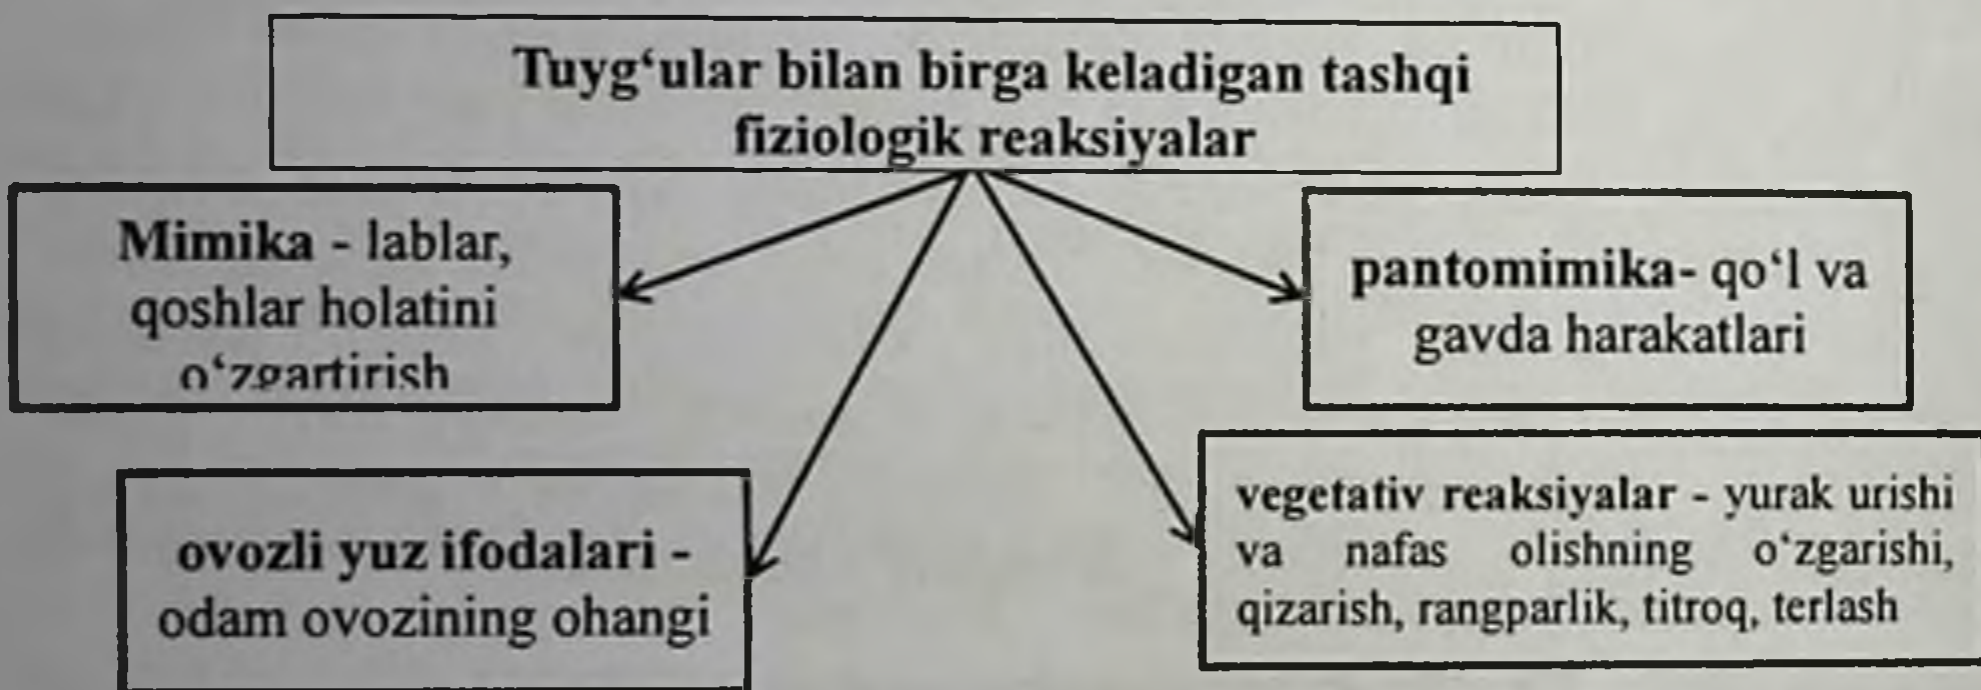 Tuyg‘ular bilan birga keladigan tashqi
fiziologik reaksiyalar
Mimika - lablar,
qoshlar holatini
o‘zgartirish
pantomimika- qo‘l va
gavda harakatlari
ovozli yuz ifodalari -
odam ovozining ohangi
vegetativ reaksiyalar - yurak urishi
va nafas olishning o‘zgarishi,
qizarish, rangparlik, titroq, terlash